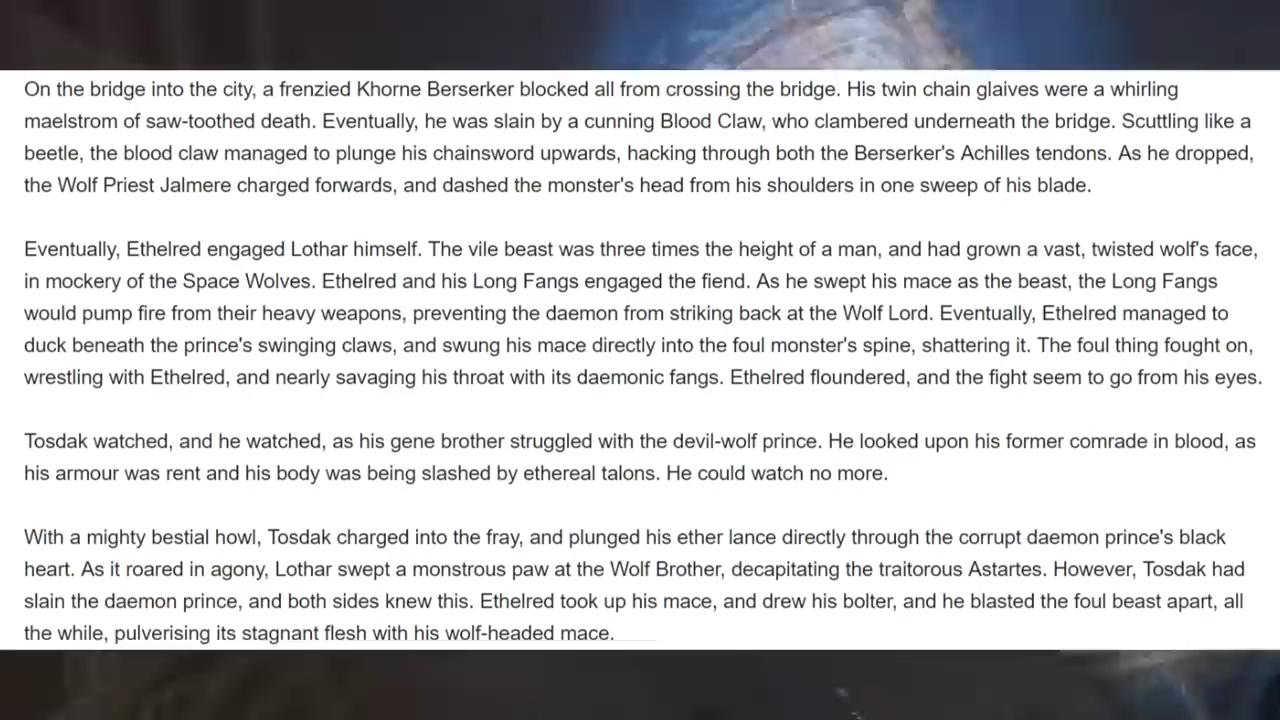 On the bridge into the city, a frenzied Khorne Berserker blocked all from crossing the bridge. His twin chain glaives were a whirling
maelstrom of saw-toothed death. Eventually, he was slain by a cunning Blood Claw, who clambered underneath the bridge. Scuttling like a
beetle, the blood claw managed to plunge his chainsword upwards, hacking through both the Berserker's Achilles tendons. As he dropped,
the Wolf Priest Jalmere charged forwards, and dashed the monster's head from his shoulders in one sweep of his blade.
Eventually, Ethelred engaged Lothar himself. The vile beast was three times the height of a man, and had grown a vast, twisted wolf's face,
in mockery of the Space Wolves. Ethelred and his Long Fangs engaged the fiend. As he swept his mace as the beast, the Long Fangs
would pump fire from their heavy weapons, preventing the daemon from striking back at the Wolf Lord. Eventually, Ethelred managed to
duck beneath the prince's swinging claws, and swung his mace directly into the foul monster's spine, shattering it. The foul thing fought on,
wrestling with Ethelred, and nearly savaging his throat with its daemonic fangs. Ethelred floundered, and the fight seem to go from his eyes.
Tosdak watched, and he watched, as his gene brother struggled with the devil-wolf prince. He looked upon his former comrade in blood, as
his armour was rent and his body was being slashed by ethereal talons. He could watch no more.
With a mighty bestial howl, Tosdak charged into the fray, and plunged his ether lance directly through the corrupt daemon prince's black
heart. As it roared in agony, Lothar swept a monstrous paw at the Wolf Brother, decapitating the traitorous Astartes. However, Tosdak had
slain the daemon prince, and both sides knew this. Ethelred took up his mace, and drew his bolter, and he blasted the foul beast apart, all
the while, pulverising its stagnant flesh with his wolf-headed mace.